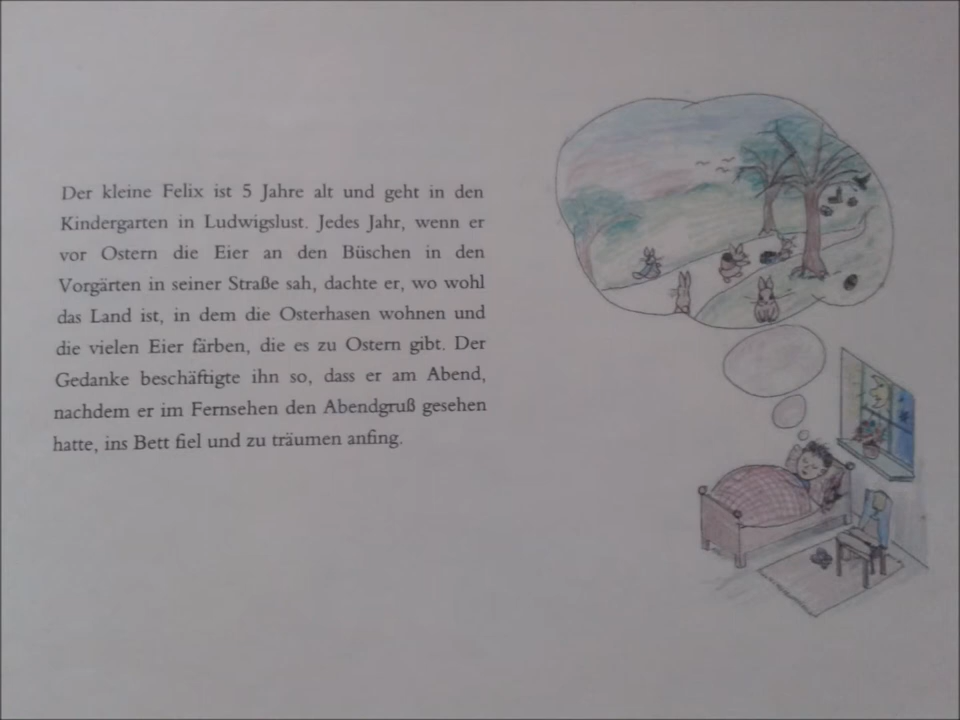 Der kleine Felix ist 5 Jahre alt und geht in den
Kindergarten in Ludwigslust. Jedes Jahr, wenn er
vor Ostern die Eier an den Büschen in den
Vorgärten in seiner Straße sah, dachte er, wo wohl
das Land ist, in dem die Osterhasen wohnen und
die vielen Eier färben, die es zu Ostern gibt. Der
Gedanke beschäftigte ihn so, dass er am Abend,
nachdem er im Fernsehen den Abendgruß gesehen
hatte, ins Bett fiel und zu träumen anfing.